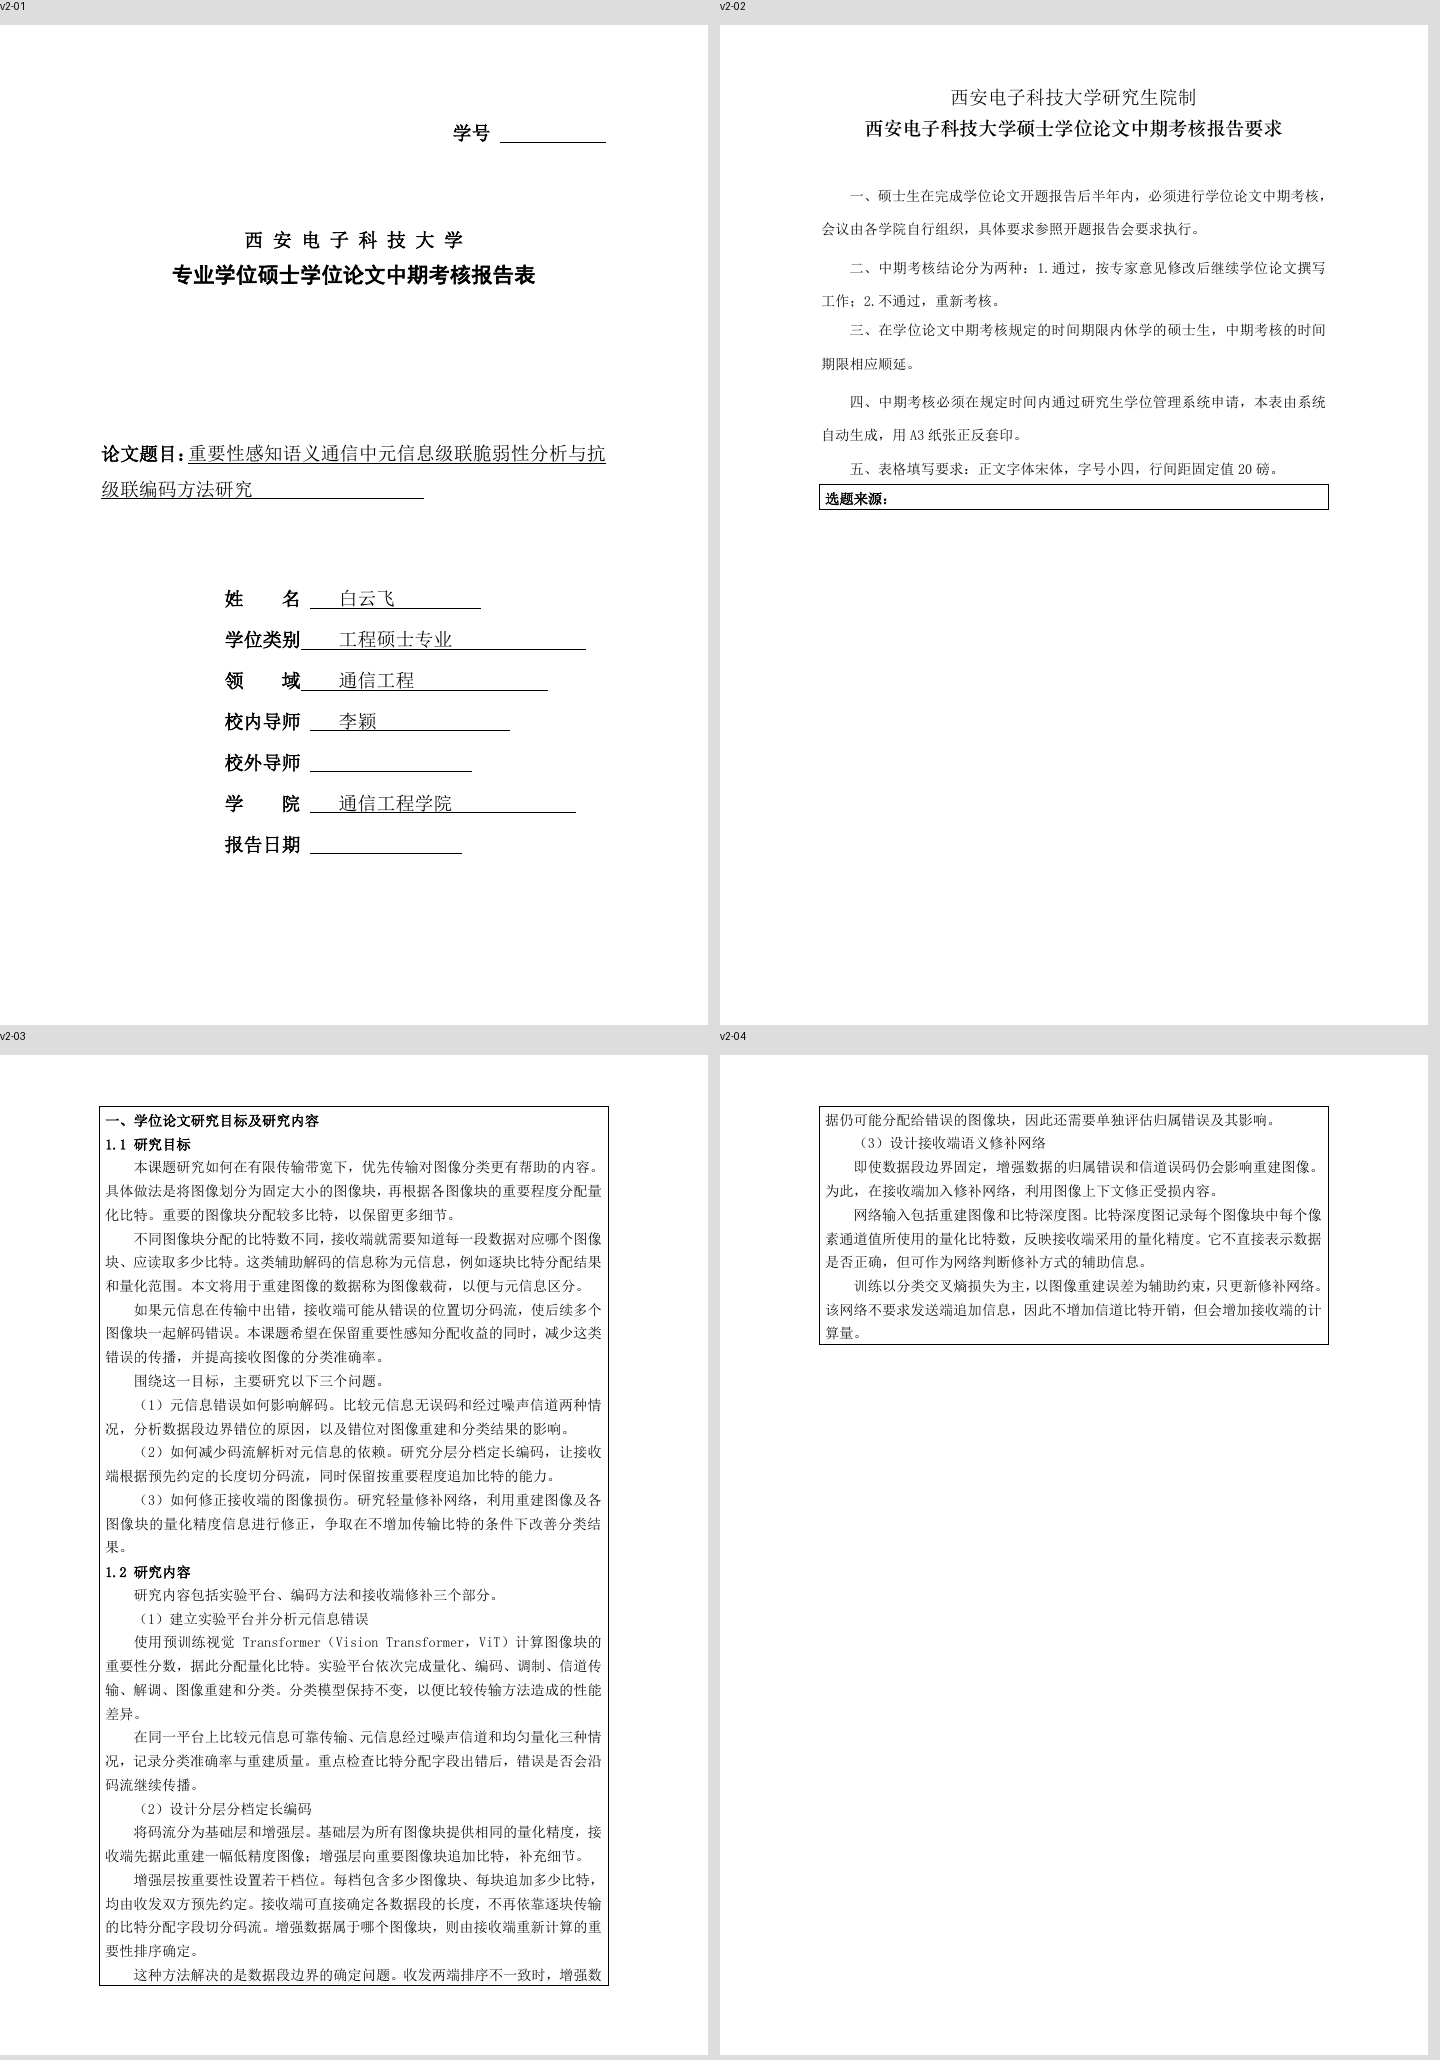 v2-01
学号
西 安 电 子 科 技 大 学
专业学位硕士学位论文中期考核报告表
论文题目：重要性感知语义通信中元信息级联脆弱性分析与抗
级联编码方法研究
姓　　名　白云飞
学位类别　工程硕士专业
领　　域　通信工程
校内导师　李颖
校外导师
学　　院　通信工程学院
报告日期
v2-02
西安电子科技大学研究生院制
西安电子科技大学硕士学位论文中期考核报告要求
一、硕士生在完成学位论文开题报告后半年内，必须进行学位论文中期考核，
会议由各学院自行组织，具体要求参照开题报告会要求执行。
二、中期考核结论分为两种：1.通过，按专家意见修改后继续学位论文撰写
工作；2.不通过，重新考核。
三、在学位论文中期考核规定的时间期限内休学的硕士生，中期考核的时间
期限相应顺延。
四、中期考核必须在规定时间内通过研究生学位管理系统申请，本表由系统
自动生成，用 A3 纸张正反套印。
五、表格填写要求：正文字体宋体，字号小四，行间距固定值 20 磅。
选题来源：
v2-03
一、学位论文研究目标及研究内容
1.1 研究目标
本课题研究如何在有限传输带宽下，优先传输对图像分类更有帮助的内容。
具体做法是将图像划分为固定大小的图像块，再根据各图像块的重要程度分配量
化比特。重要的图像块分配较多比特，以保留更多细节。
不同图像块分配的比特数不同，接收端就需要知道每一段数据对应哪个图像
块、应读取多少比特。这类辅助解码的信息称为元信息，例如逐块比特分配结果
和量化范围。本文将用于重建图像的数据称为图像载荷，以便与元信息区分。
如果元信息在传输中出错，接收端可能从错误的位置切分码流，使后续多个
图像块一起解码错误。本课题希望在保留重要性感知分配收益的同时，减少这类
错误的传播，并提高接收图像的分类准确率。
围绕这一目标，主要研究以下三个问题。
（1）元信息错误如何影响解码。比较元信息无误码和经过噪声信道两种情
况，分析数据段边界错位的原因，以及错位对图像重建和分类结果的影响。
（2）如何减少码流解析对元信息的依赖。研究分层分档定长编码，让接收
端根据预先约定的长度切分码流，同时保留按重要程度追加比特的能力。
（3）如何修正接收端的图像损伤。研究轻量修补网络，利用重建图像及各
图像块的量化精度信息进行修正，争取在不增加传输比特的条件下改善分类结
果。
1.2 研究内容
研究内容包括实验平台、编码方法和接收端修补三个部分。
（1）建立实验平台并分析元信息错误
使用预训练视觉 Transformer（Vision Transformer，ViT）计算图像块的
重要性分数，据此分配量化比特。实验平台依次完成量化、编码、调制、信道传
输、解调、图像重建和分类。分类模型保持不变，以便比较传输方法造成的性能
差异。
在同一平台上比较元信息可靠传输、元信息经过噪声信道和均匀量化三种情
况，记录分类准确率与重建质量。重点检查比特分配字段出错后，错误是否会沿
码流继续传播。
（2）设计分层分档定长编码
将码流分为基础层和增强层。基础层为所有图像块提供相同的量化精度，接
收端先据此重建一幅低精度图像；增强层向重要图像块追加比特，补充细节。
增强层按重要性设置若干档位。每档包含多少图像块、每块追加多少比特，
均由收发双方预先约定。接收端可直接确定各数据段的长度，不再依靠逐块传输
的比特分配字段切分码流。增强数据属于哪个图像块，则由接收端重新计算的重
要性排序确定。
这种方法解决的是数据段边界的确定问题。收发两端排序不一致时，增强数
v2-04
据仍可能分配给错误的图像块，因此还需要单独评估归属错误及其影响。
（3）设计接收端语义修补网络
即使数据段边界固定，增强数据的归属错误和信道误码仍会影响重建图像。
为此，在接收端加入修补网络，利用图像上下文修正受损内容。
网络输入包括重建图像和比特深度图。比特深度图记录每个图像块中每个像
素通道值所使用的量化比特数，反映接收端采用的量化精度。它不直接表示数据
是否正确，但可作为网络判断修补方式的辅助信息。
训练以分类交叉熵损失为主，以图像重建误差为辅助约束，只更新修补网络。
该网络不要求发送端追加信息，因此不增加信道比特开销，但会增加接收端的计
算量。